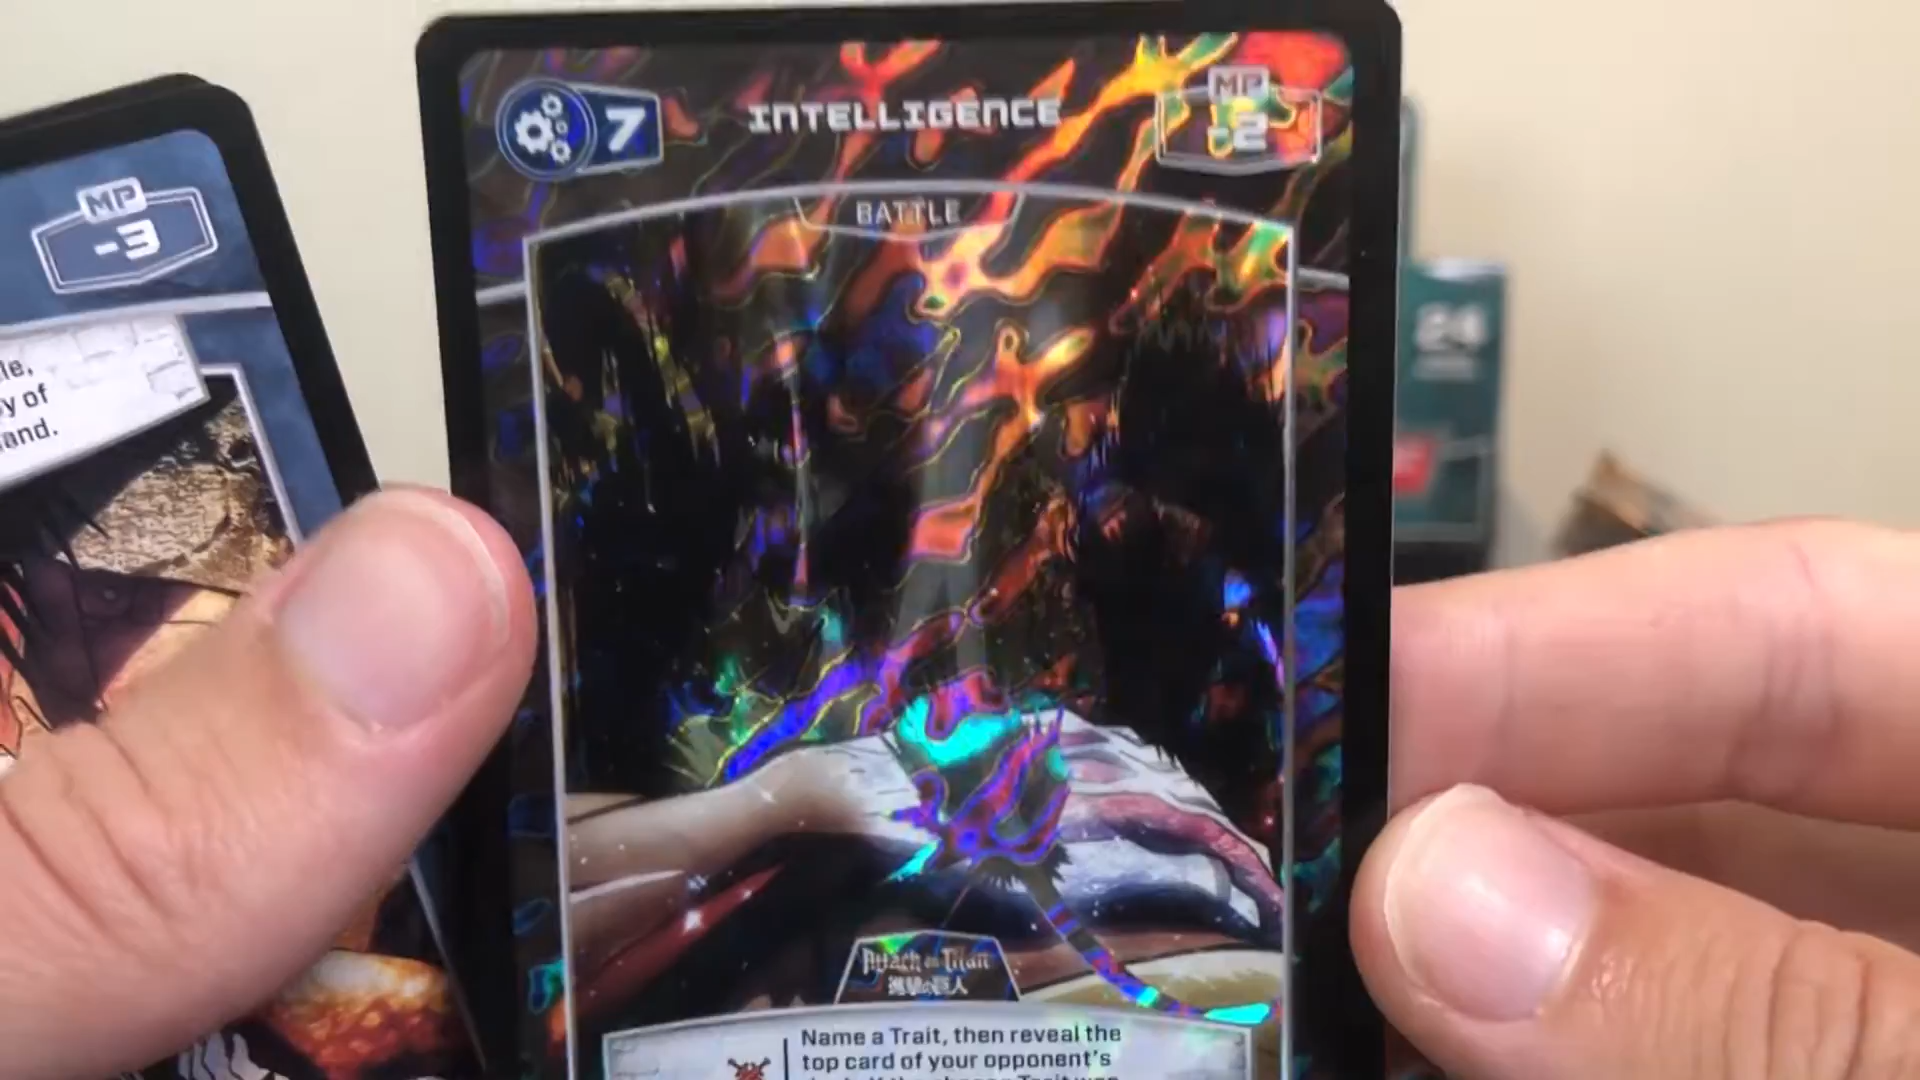 MP
-3
le,
y of
and.
7
INTELLIGENCE
MP
-2
BATTLE
Attack on Titan
進撃の巨人
Name a Trait, then reveal the
top card of your opponent's
24